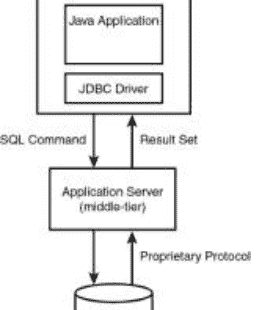 Java Application
JDBC Driver
SQL Command
Result Set
Application Server
(middle-tier)
Proprietary Protocol